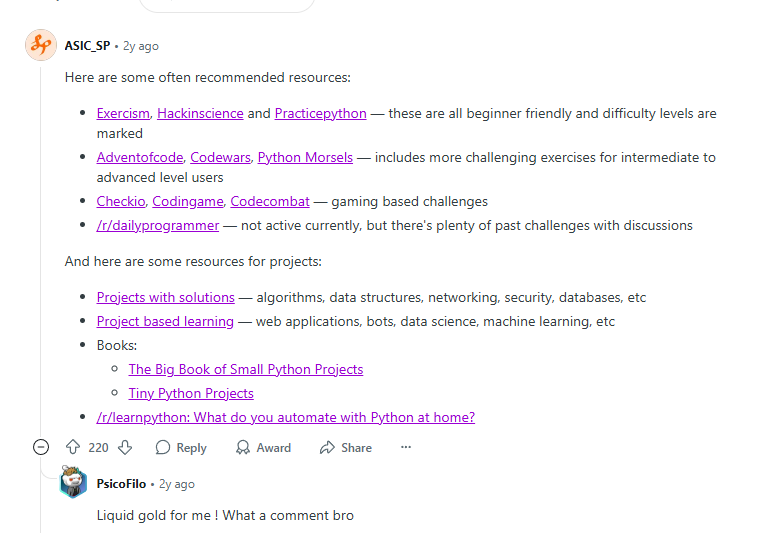 ASIC_SP • 2y ago
Here are some often recommended resources:
• Exercism, Hackinscience and Practicepython — these are all beginner friendly and difficulty levels are
marked
• Adventofcode, Codewars, Python Morsels — includes more challenging exercises for intermediate to
advanced level users
• Checkio, Codingame, Codecombat — gaming based challenges
• /r/dailyprogrammer — not active currently, but there's plenty of past challenges with discussions
And here are some resources for projects:
• Projects with solutions — algorithms, data structures, networking, security, databases, etc
• Project based learning — web applications, bots, data science, machine learning, etc
• Books:
○ The Big Book of Small Python Projects
○ Tiny Python Projects
• /r/learnpython: What do you automate with Python at home?
220 Reply Award Share ...
PsicoFilo • 2y ago
Liquid gold for me ! What a comment bro